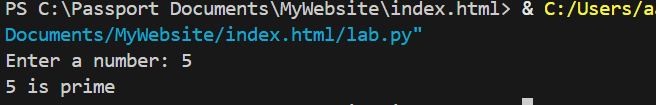 PS C:\Passport Documents\MyWebsite\index.html> & C:/Users/a
Documents/MyWebsite/index.html/lab.py"
Enter a number: 5
5 is prime